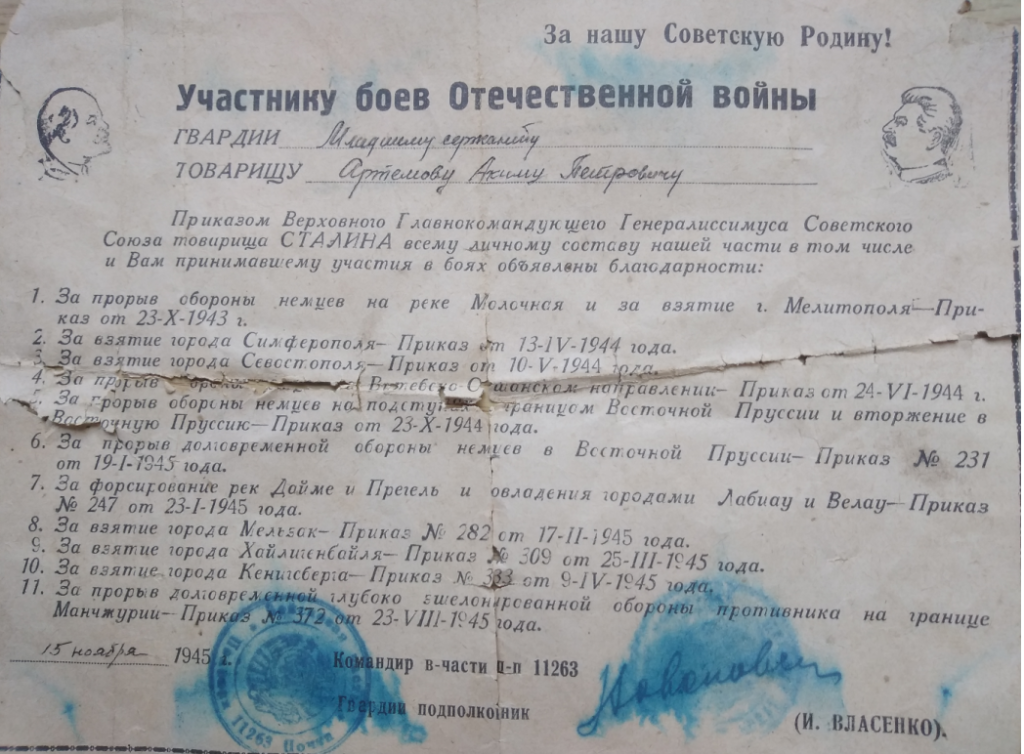 За нашу Советскую Родину!
Участнику боев Отечественной войны
ГВАРДИИ Младшему сержанту
ТОВАРИЩУ Артемову Акиму Петровичу
Приказом Верховного Главнокомандующего Генералиссимуса Советского
Союза товарища СТАЛИНА всему личному составу нашей части в том числе
и Вам принимавшему участия в боях объявлены благодарности:
1. За прорыв обороны немцев на реке Молочная и за взятие г. Мелитополя—При-
каз от 23-X-1943 г.
2. За взятие города Симферополя— Приказ от 13-IV-1944 года.
3. За взятие города Севостополя— Приказ от 10-V-1944 года.
4. За прорыв Витебско-Оршанском направлении— Приказ от 24-VI-1944 г.
За прорыв обороны немцев на подступах границом Восточной Пруссии и вторжение в
Восточную Пруссию—Приказ от 23-X-1944 года.
6. За прорыв долговременной обороны немцев в Восточной Пруссии— Приказ № 231
от 19-I-1945 года.
7. За форсирование рек Дойме и Прегель и овладения городами Лабиау и Велау—Приказ
№ 247 от 23-I-1945 года.
8. За взятие города Мельзак— Приказ № 282 от 17-II-1945 года.
9. За взятие города Хайлигенбайля— Приказ № 309 от 25-III-1945 года.
10. За взятие города Кенигсберга— Приказ № 333 от 9-IV-1945 года.
11. За прорыв долговременной глубоко эшелонированной обороны противника на границе
Манчжурии—Приказ № 372 от 23-VIII-1945 года.
15 ноября 1945 г.
Командир в-части п-п 11263
Гвардии подполковник
(И. ВЛАСЕНКО).